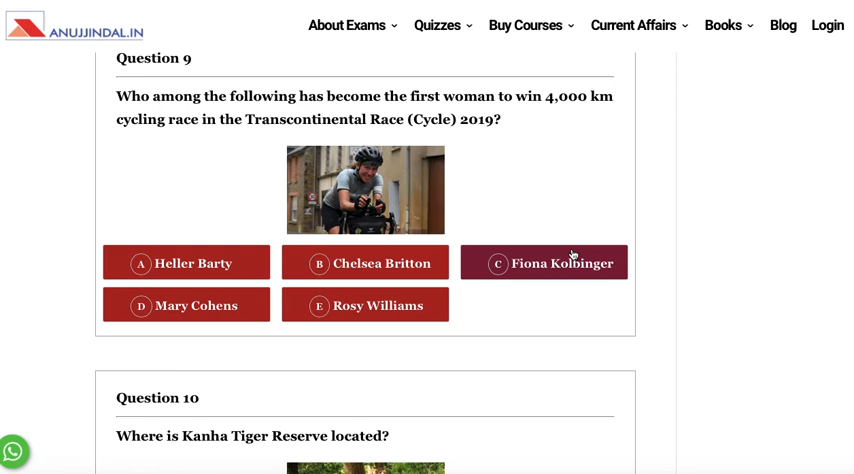 ANUJJINDAL.IN
About Exams Quizzes Buy Courses Current Affairs Books Blog Login
Question 9
Who among the following has become the first woman to win 4,000 km
cycling race in the Transcontinental Race (Cycle) 2019?
A Heller Barty B Chelsea Britton C Fiona Kolbinger
D Mary Cohens E Rosy Williams
Question 10
Where is Kanha Tiger Reserve located?